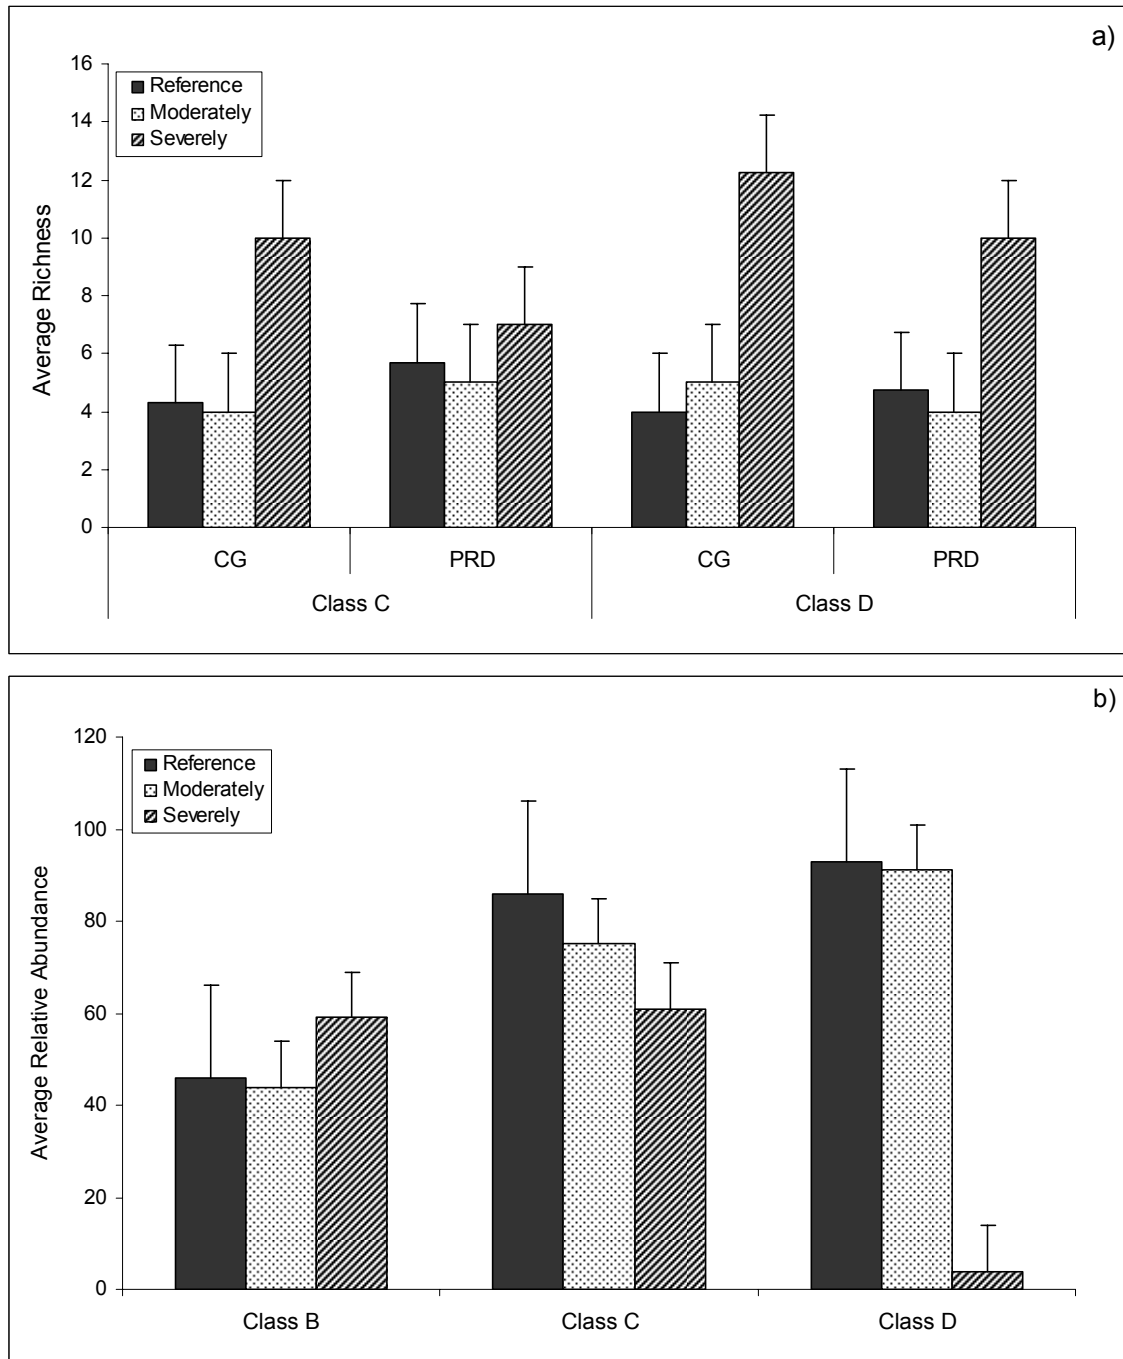 a)
16
14
12
10
8
6
4
2
0
Average Richness
Reference
Moderately
Severely
CG PRD CG PRD
Class C Class D
b)
120
100
80
60
40
20
0
Average Relative Abundance
Reference
Moderately
Severely
Class B Class C Class D